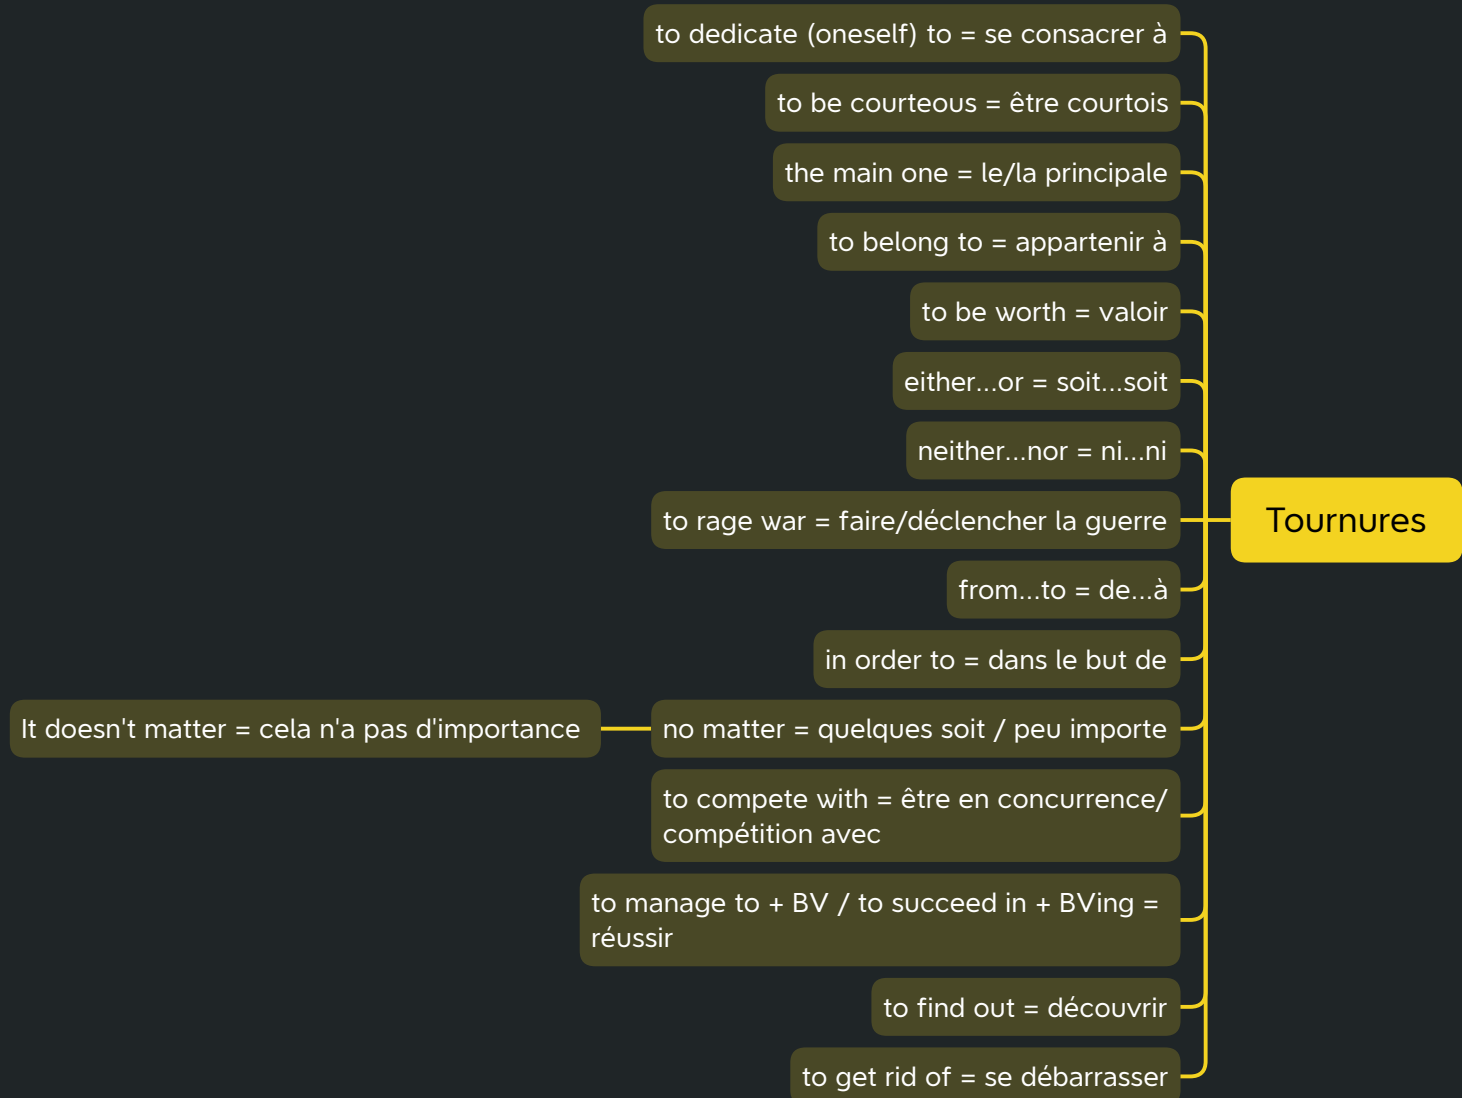 to dedicate (oneself) to = se consacrer à
to be courteous = être courtois
the main one = le/la principale
to belong to = appartenir à
to be worth = valoir
either...or = soit...soit
neither...nor = ni...ni
to rage war = faire/déclencher la guerre
Tournures
from...to = de...à
in order to = dans le but de
It doesn't matter = cela n'a pas d'importance
no matter = quelques soit / peu importe
to compete with = être en concurrence/
compétition avec
to manage to + BV / to succeed in + BVing =
réussir
to find out = découvrir
to get rid of = se débarrasser